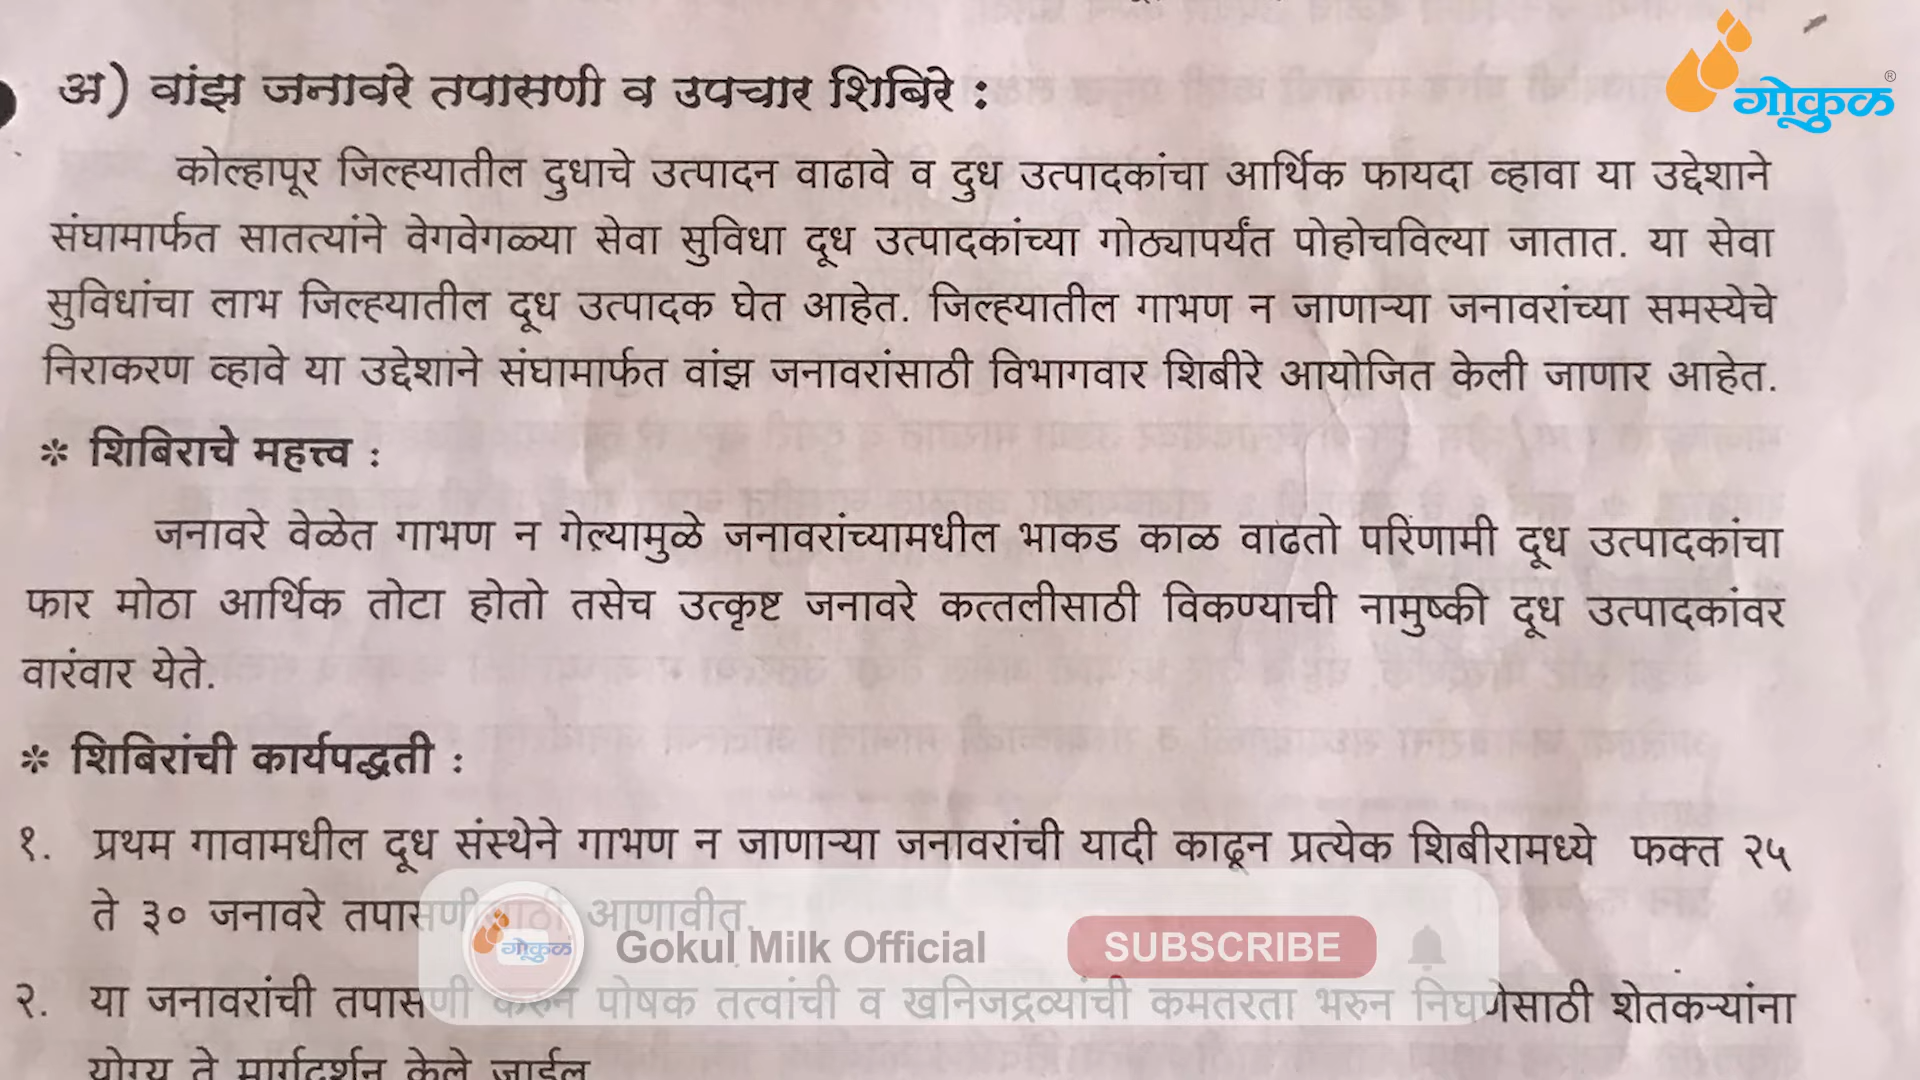 गोकुळ ®
अ) वांझ जनावरे तपासणी व उपचार शिबिरे :
कोल्हापूर जिल्ह्यातील दुधाचे उत्पादन वाढावे व दुध उत्पादकांचा आर्थिक फायदा व्हावा या उद्देशाने
संघामार्फत सातत्यांने वेगवेगळ्या सेवा सुविधा दूध उत्पादकांच्या गोठ्यापर्यंत पोहोचविल्या जातात. या सेवा
सुविधांचा लाभ जिल्ह्यातील दूध उत्पादक घेत आहेत. जिल्ह्यातील गाभण न जाणाऱ्या जनावरांच्या समस्येचे
निराकरण व्हावे या उद्देशाने संघामार्फत वांझ जनावरांसाठी विभागवार शिबीरे आयोजित केली जाणार आहेत.
* शिबिराचे महत्त्व :
जनावरे वेळेत गाभण न गेल्यामुळे जनावरांच्यामधील भाकड काळ वाढतो परिणामी दूध उत्पादकांचा
फार मोठा आर्थिक तोटा होतो तसेच उत्कृष्ट जनावरे कत्तलीसाठी विकण्याची नामुष्की दूध उत्पादकांवर
वारंवार येते.
* शिबिरांची कार्यपद्धती :
१. प्रथम गावामधील दूध संस्थेने गाभण न जाणाऱ्या जनावरांची यादी काढून प्रत्येक शिबीरामध्ये फक्त २५
ते ३० जनावरे तपासणीसाठी आणावीत.
गोकुळ Gokul Milk Official SUBSCRIBE
२. या जनावरांची तपासणी करुन पोषक तत्वांची व खनिजद्रव्यांची कमतरता भरुन निघणेसाठी शेतकऱ्यांना
योग्य ते मार्गदर्शन केले जाईल